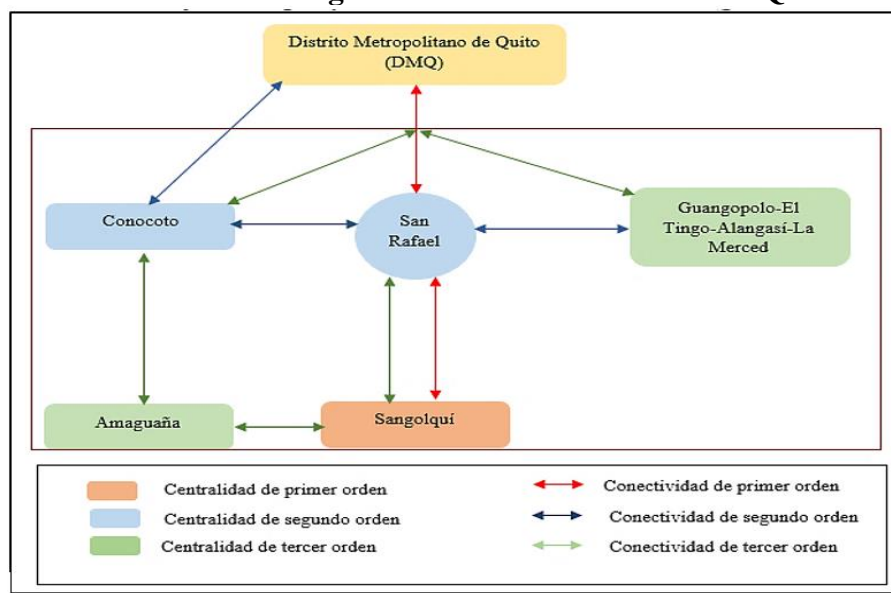 Distrito Metropolitano de Quito
(DMQ)
Conocoto
San
Rafael
Guangopolo-El
Tingo-Alangasí-La
Merced
Amaguaña
Sangolquí
Centralidad de primer orden
Conectividad de primer orden
Centralidad de segundo orden
Conectividad de segundo orden
Centralidad de tercer orden
Conectividad de tercer orden